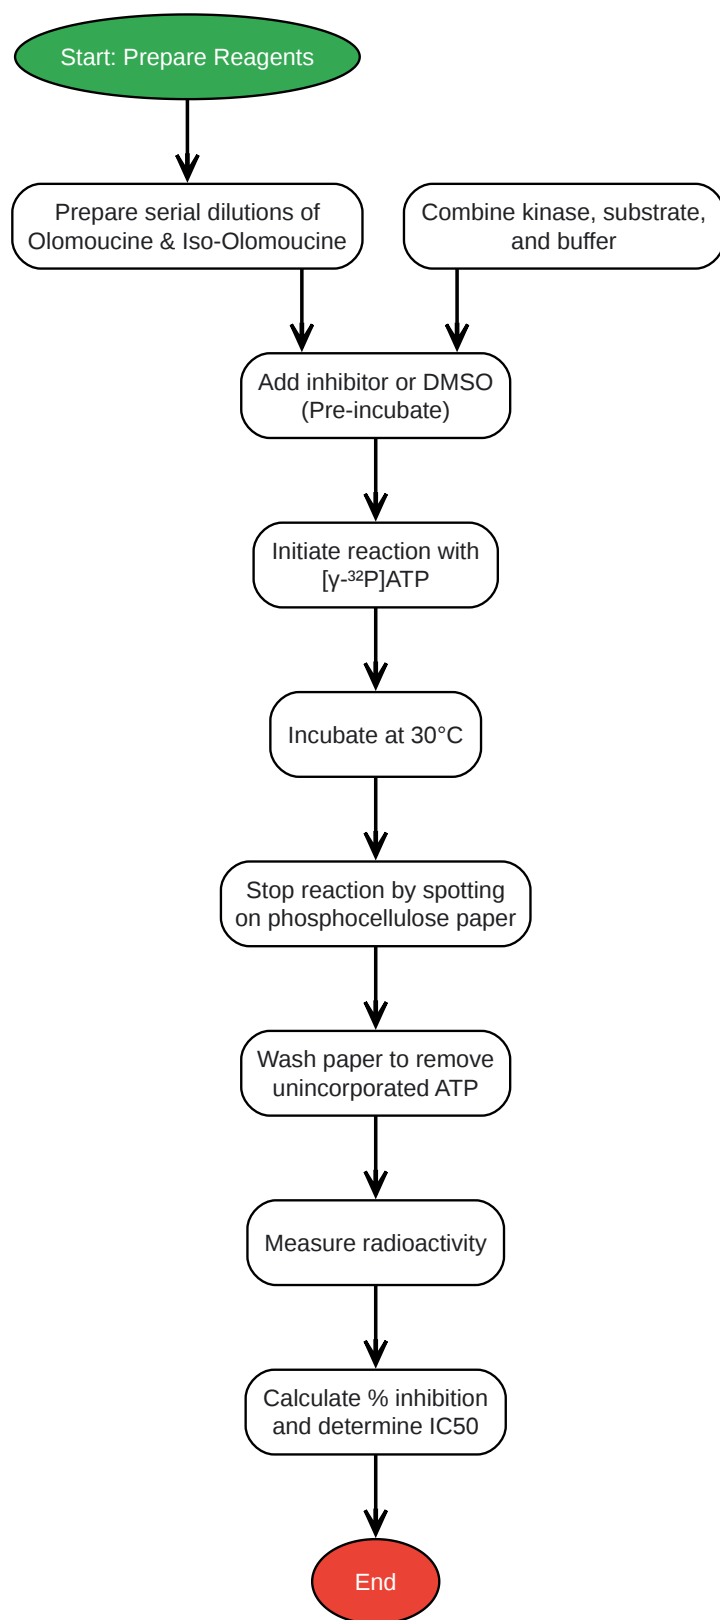 Start: Prepare Reagents
Prepare serial dilutions of
Olomoucine & Iso-Olomoucine
Combine kinase, substrate,
and buffer
Add inhibitor or DMSO
(Pre-incubate)
Initiate reaction with
[γ-³²P]ATP
Incubate at 30°C
Stop reaction by spotting
on phosphocellulose paper
Wash paper to remove
unincorporated ATP
Measure radioactivity
Calculate % inhibition
and determine IC50
End